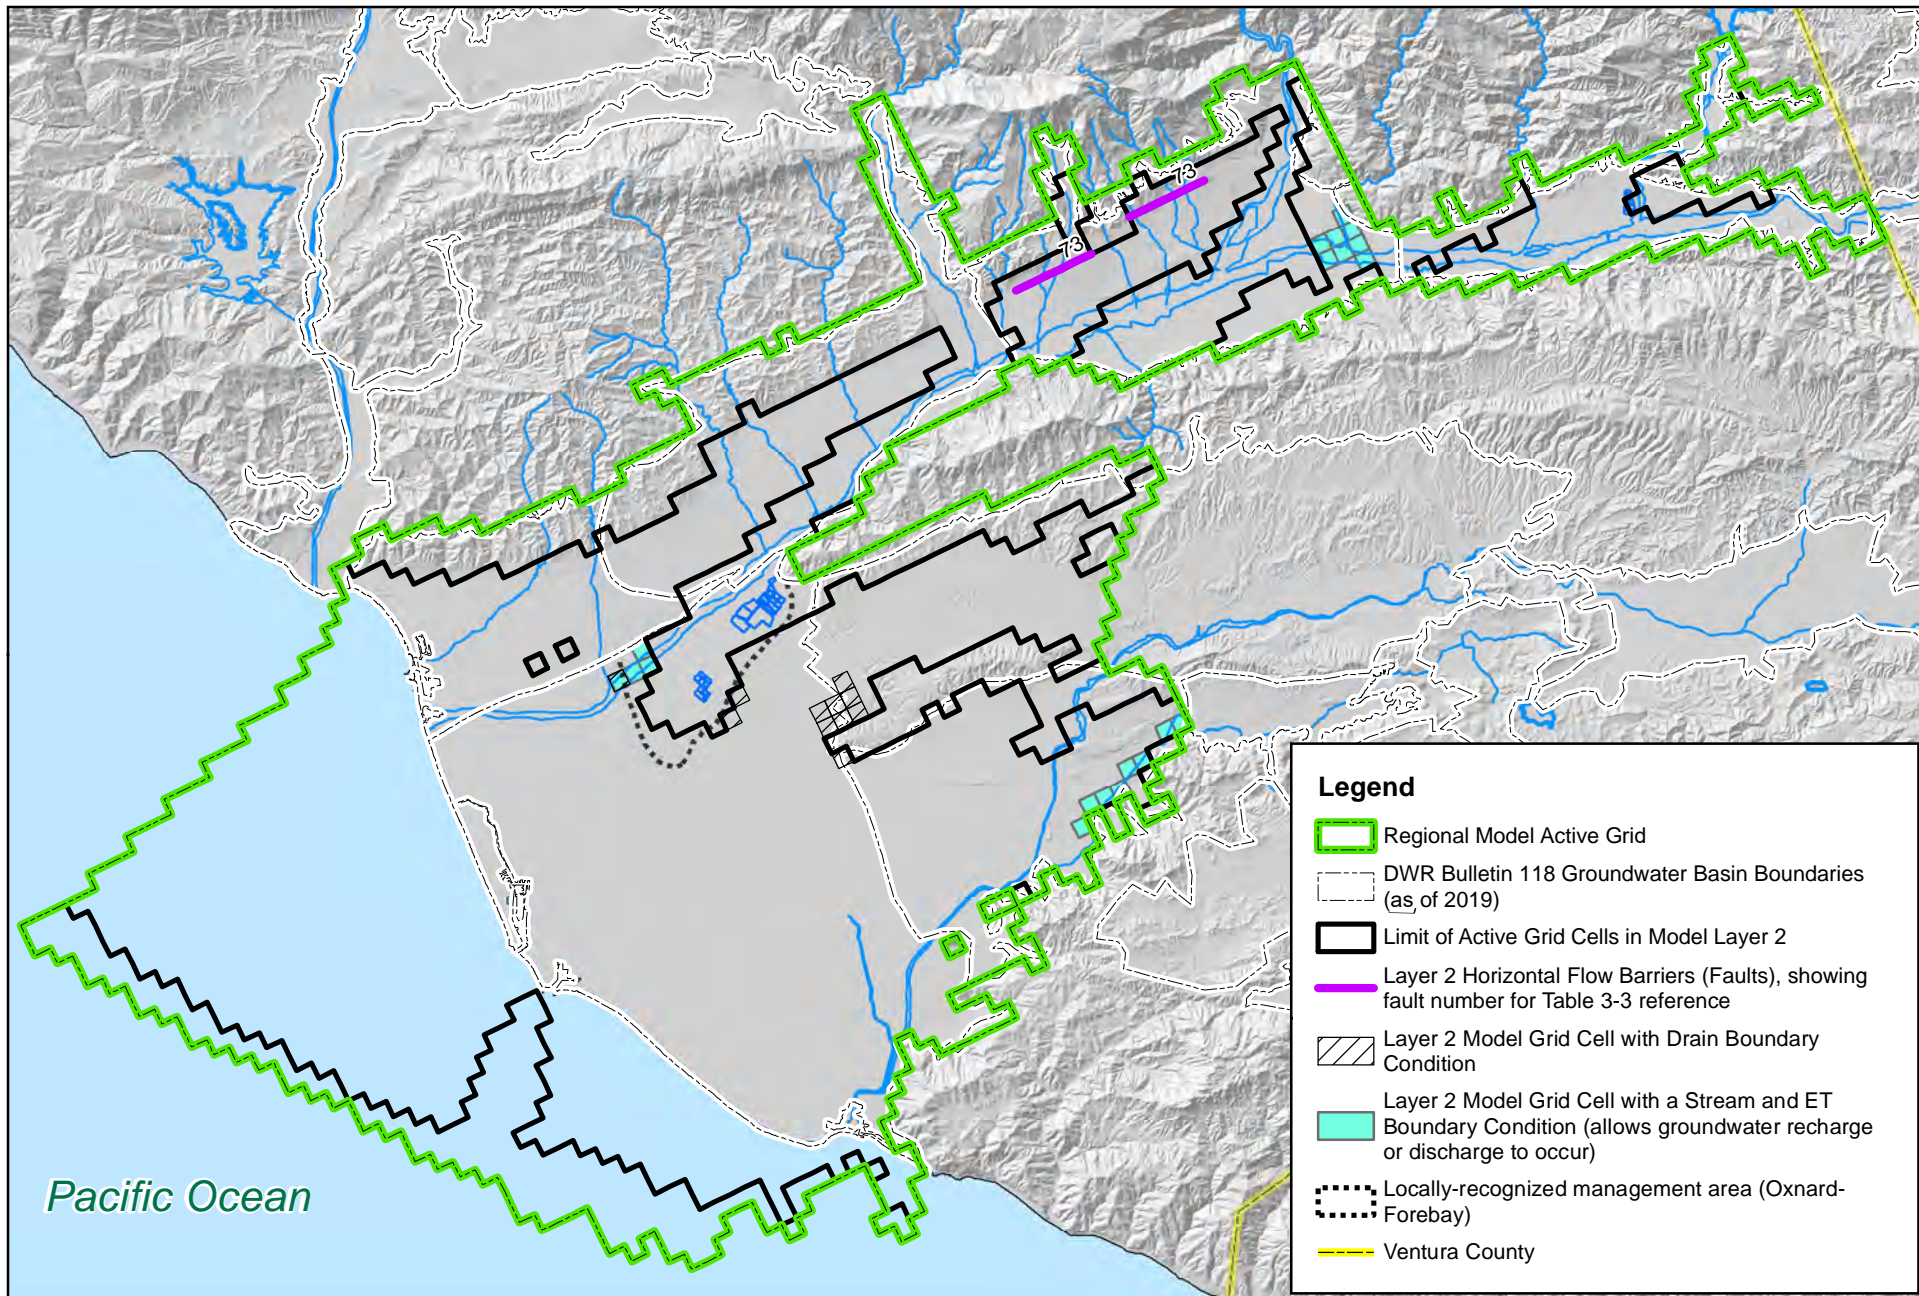 73
73
Pacific Ocean
Legend
Regional Model Active Grid
DWR Bulletin 118 Groundwater Basin Boundaries
(as of 2019)
Limit of Active Grid Cells in Model Layer 2
Layer 2 Horizontal Flow Barriers (Faults), showing
fault number for Table 3-3 reference
Layer 2 Model Grid Cell with Drain Boundary
Condition
Layer 2 Model Grid Cell with a Stream and ET
Boundary Condition (allows groundwater recharge
or discharge to occur)
Locally-recognized management area (Oxnard-
Forebay)
Ventura County